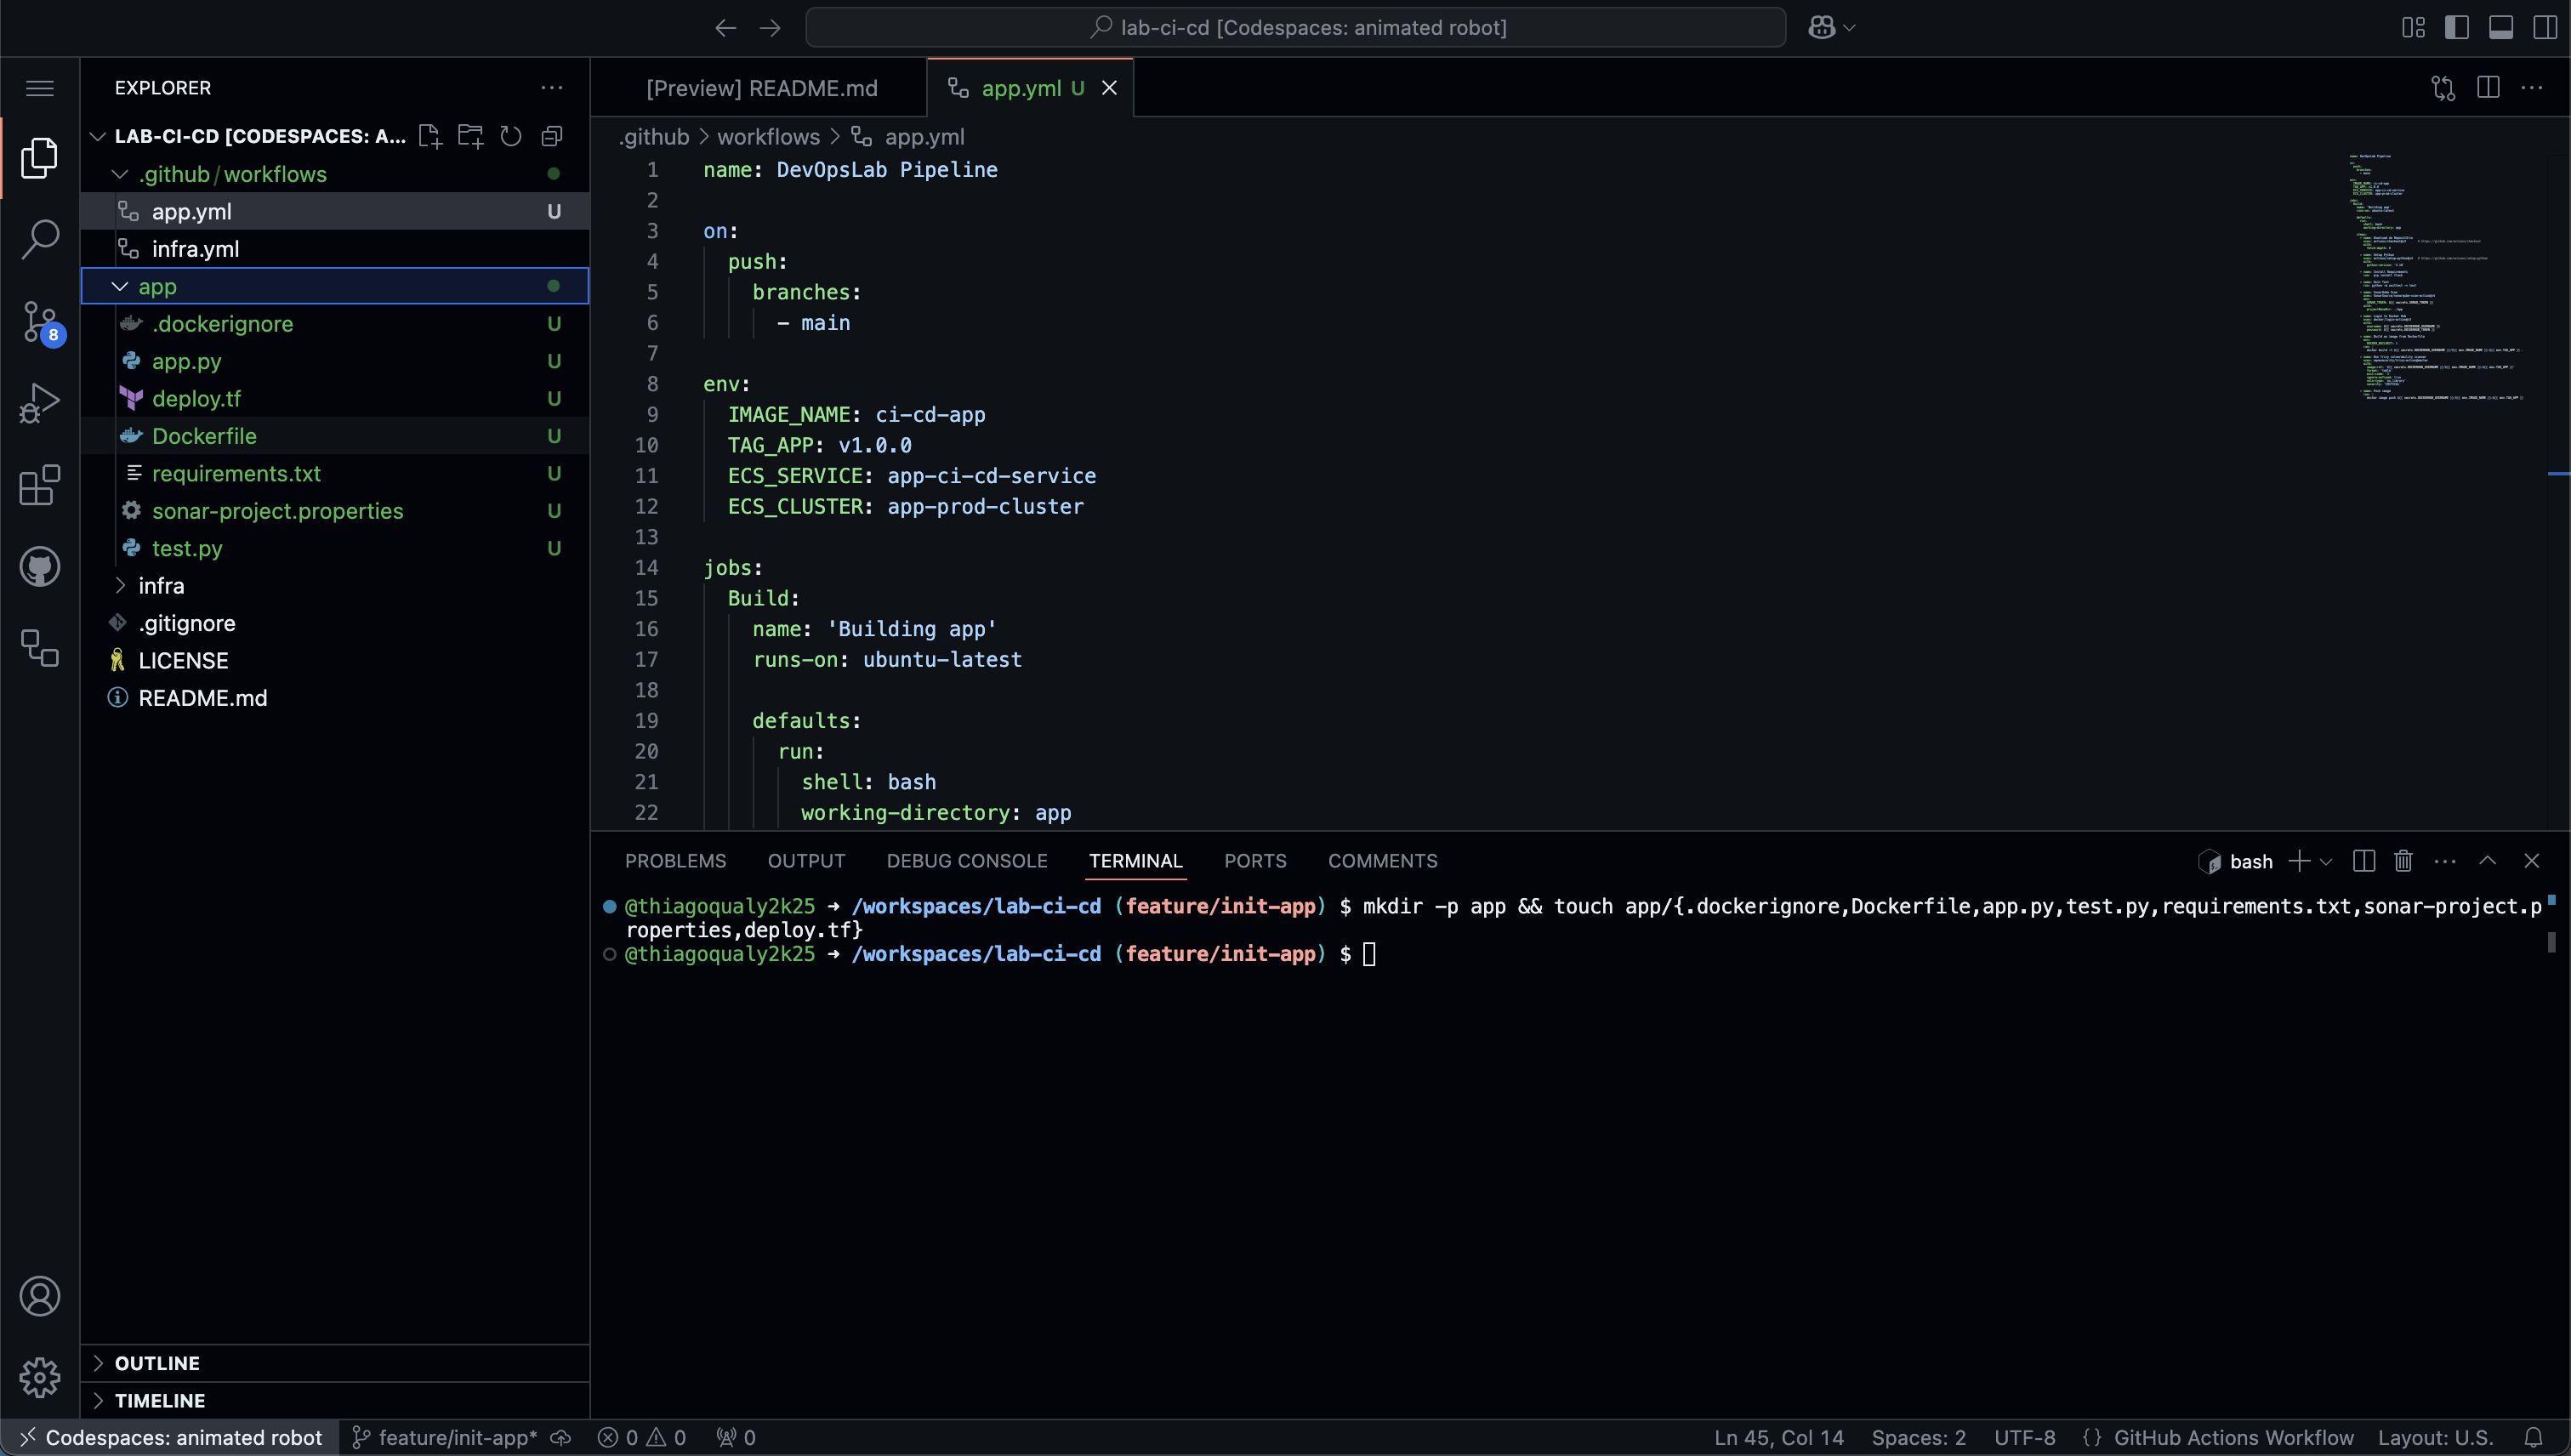 lab-ci-cd [Codespaces: animated robot]
EXPLORER
LAB-CI-CD [CODESPACES: A...
.github/workflows
app.yml U
infra.yml
app
.dockerignore U
app.py U
deploy.tf U
Dockerfile U
requirements.txt U
sonar-project.properties U
test.py U
infra
.gitignore
LICENSE
README.md
8
OUTLINE
TIMELINE
[Preview] README.md
app.yml U
.github > workflows > app.yml
1 name: DevOpsLab Pipeline
2
3 on:
4 push:
5 branches:
6 - main
7
8 env:
9 IMAGE_NAME: ci-cd-app
10 TAG_APP: v1.0.0
11 ECS_SERVICE: app-ci-cd-service
12 ECS_CLUSTER: app-prod-cluster
13
14 jobs:
15 Build:
16 name: 'Building app'
17 runs-on: ubuntu-latest
18
19 defaults:
20 run:
21 shell: bash
22 working-directory: app
PROBLEMS OUTPUT DEBUG CONSOLE TERMINAL PORTS COMMENTS
bash
@thiagoqualy2k25 → /workspaces/lab-ci-cd (feature/init-app) $ mkdir -p app && touch app/{.dockerignore,Dockerfile,app.py,test.py,requirements.txt,sonar-project.p
roperties,deploy.tf}
@thiagoqualy2k25 → /workspaces/lab-ci-cd (feature/init-app) $
Codespaces: animated robot feature/init-app* 0 0 0
Ln 45, Col 14 Spaces: 2 UTF-8 {} GitHub Actions Workflow Layout: U.S.